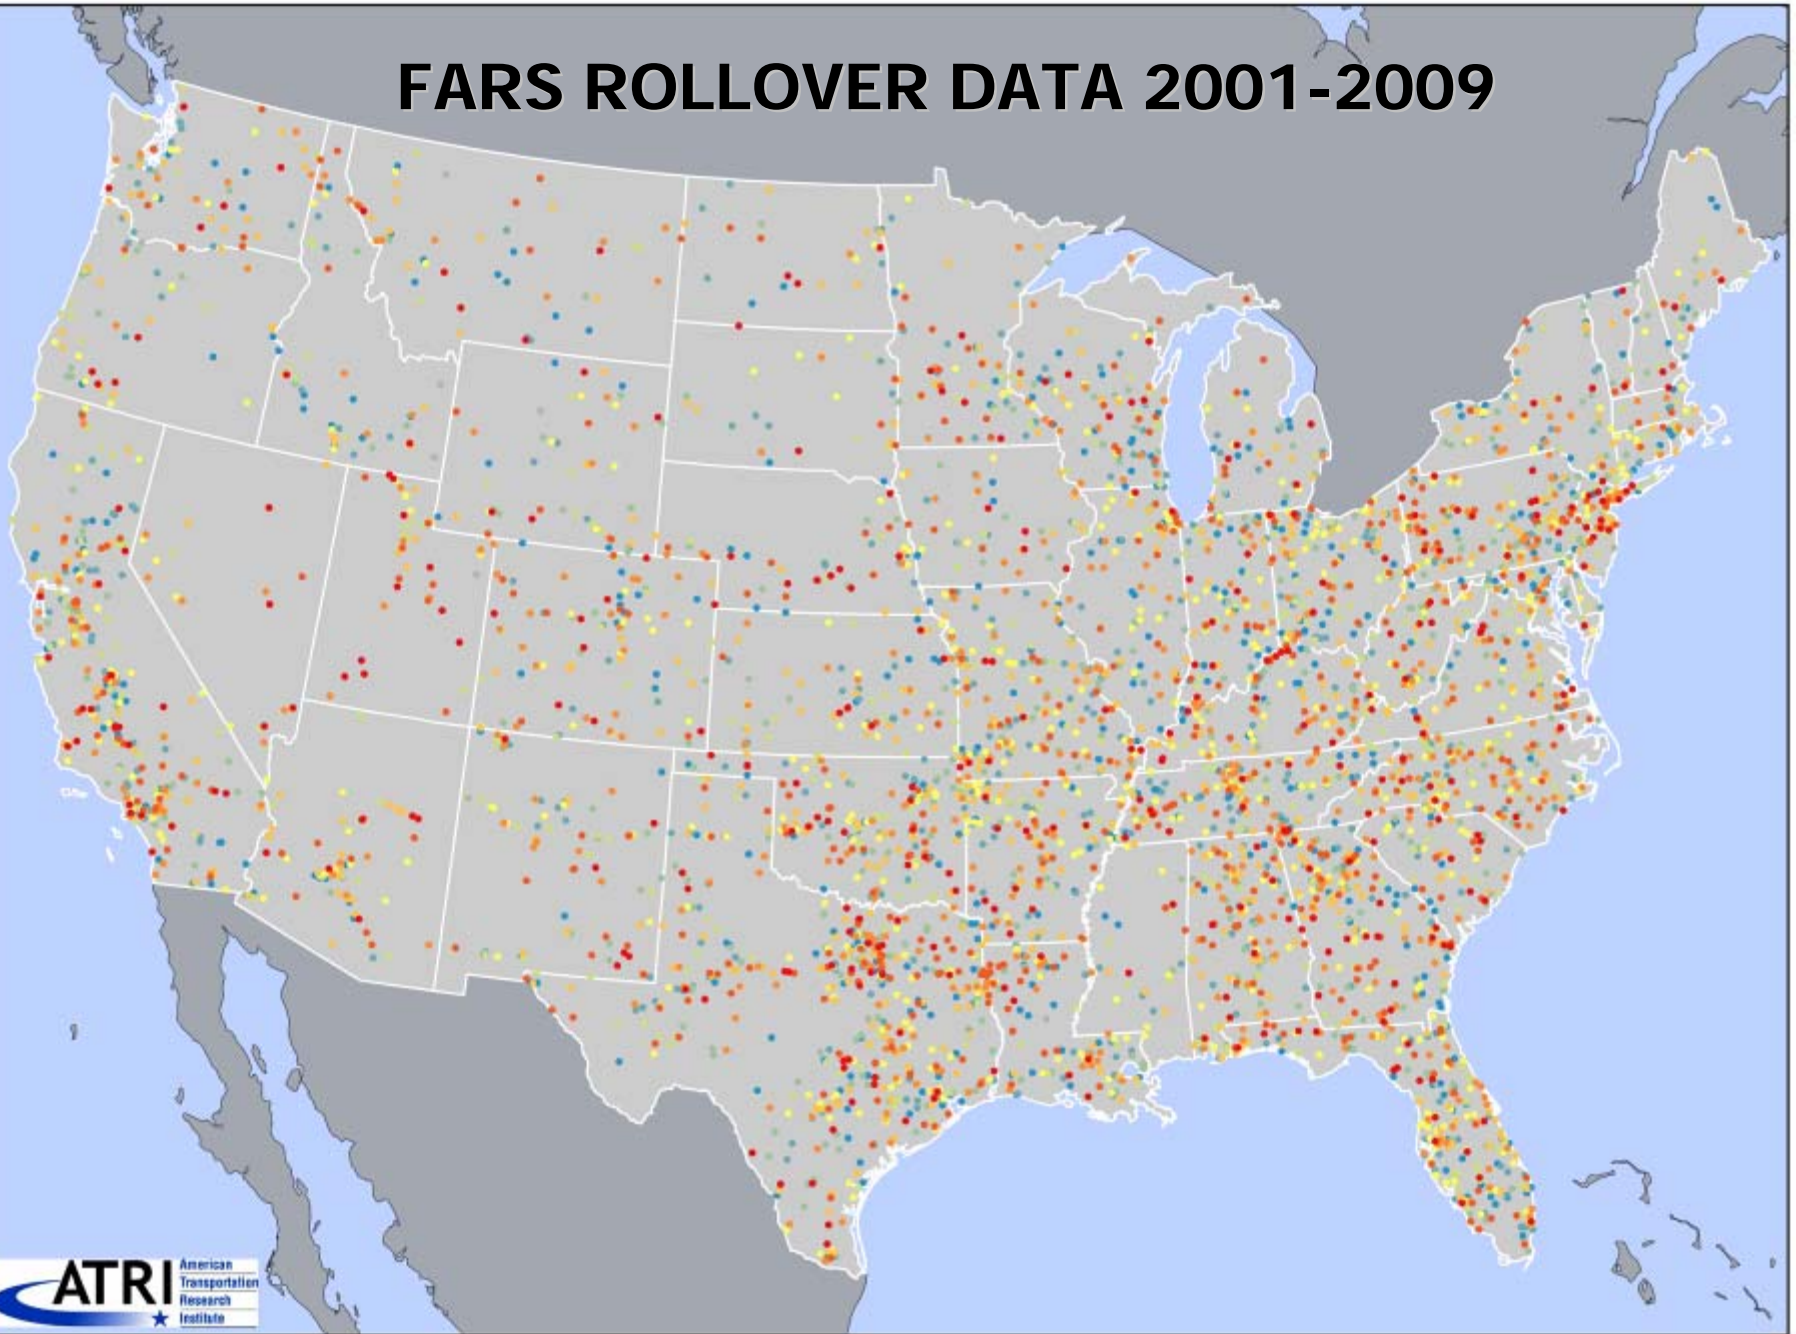 FARS ROLLOVER DATA 2001-2009
ATRI
American
Transportation
Research
Institute